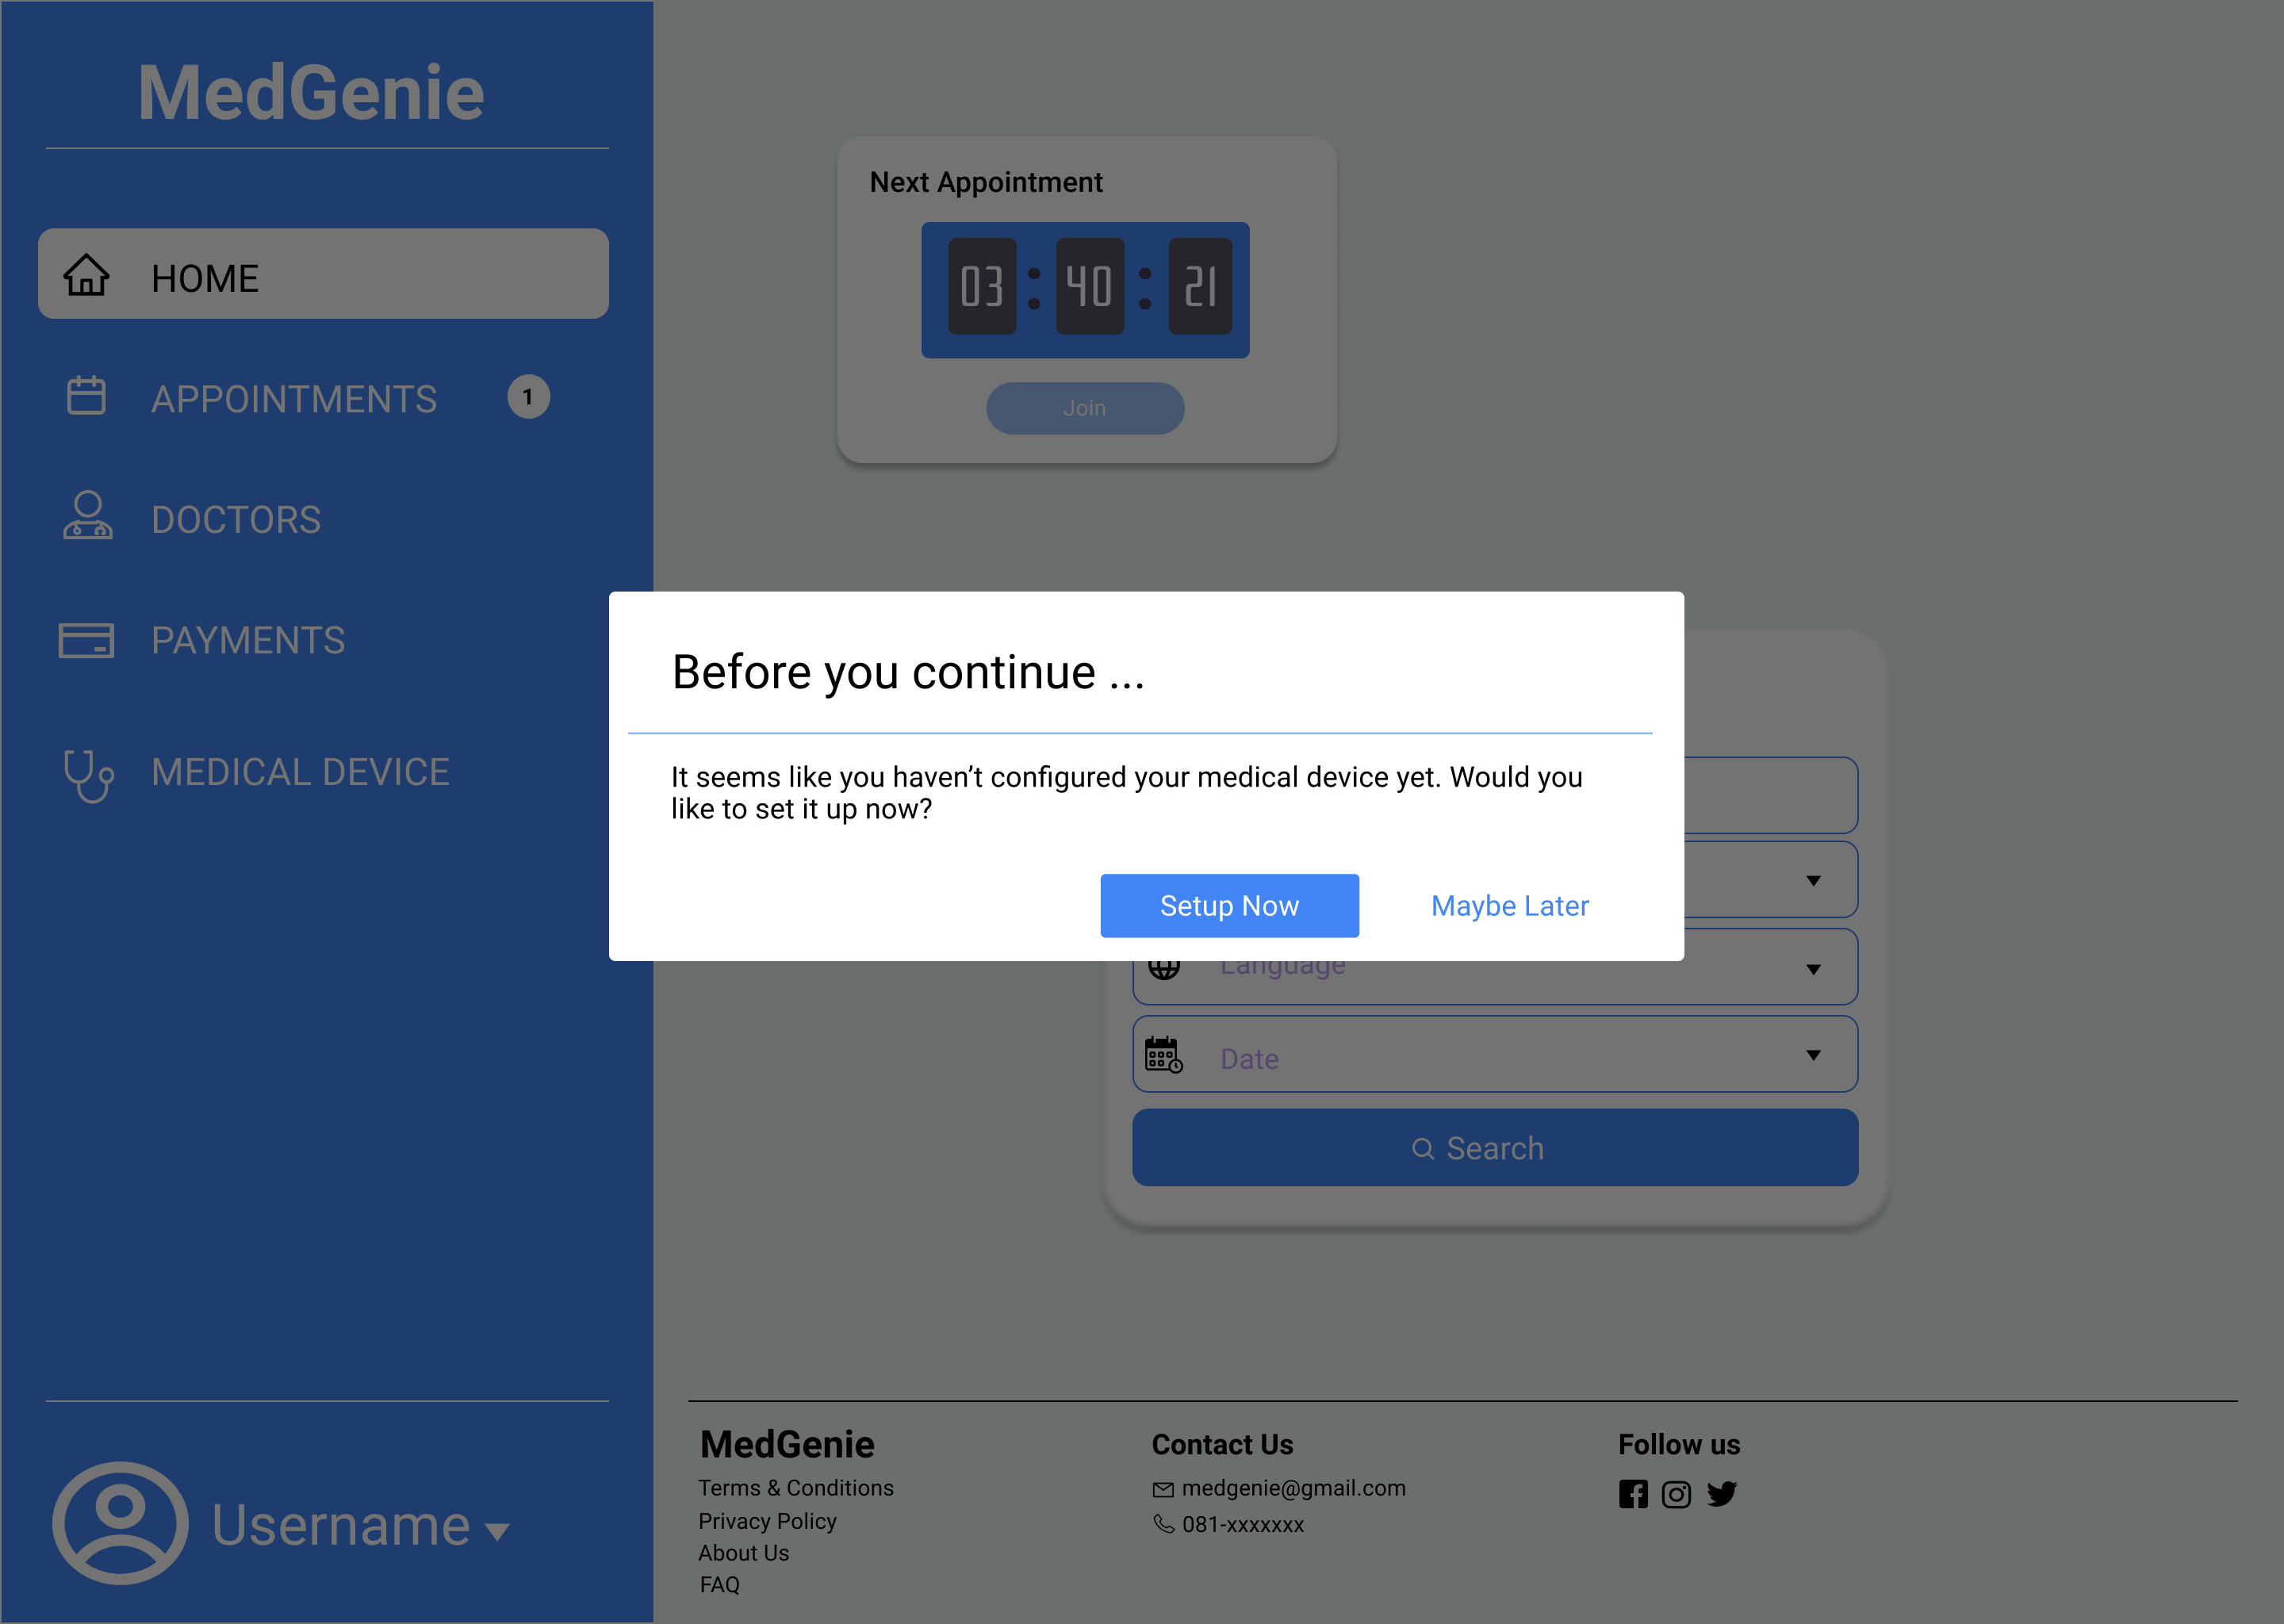 MedGenie
HOME
APPOINTMENTS 1
DOCTORS
PAYMENTS
MEDICAL DEVICE
Username
Next Appointment
03 : 40 : 21
Join
Before you continue ...
It seems like you haven’t configured your medical device yet. Would you
like to set it up now?
Setup Now
Maybe Later
Language
Date
Search
MedGenie
Terms & Conditions
Privacy Policy
About Us
FAQ
Contact Us
medgenie@gmail.com
081-xxxxxxx
Follow us